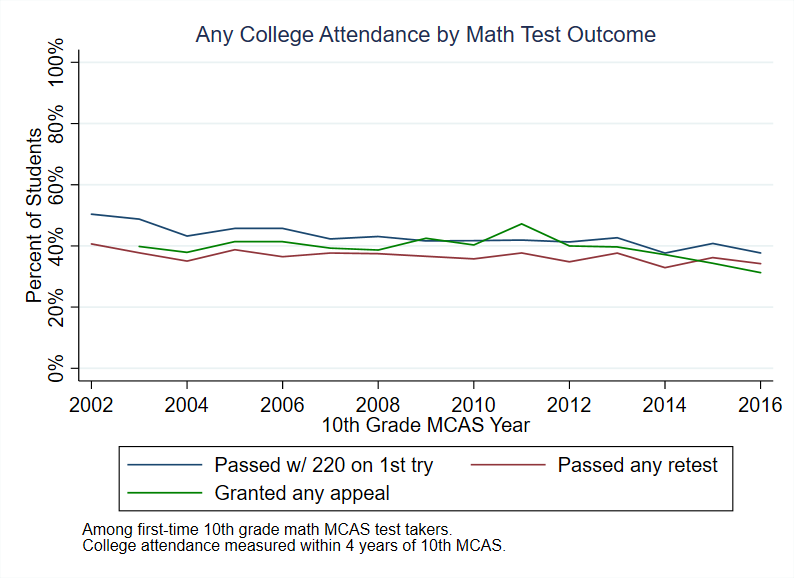 Any College Attendance by Math Test Outcome
Percent of Students
100%
80%
60%
40%
20%
0%
2002 2004 2006 2008 2010 2012 2014 2016
10th Grade MCAS Year
Passed w/ 220 on 1st try Passed any retest
Granted any appeal
Among first-time 10th grade math MCAS test takers.
College attendance measured within 4 years of 10th MCAS.